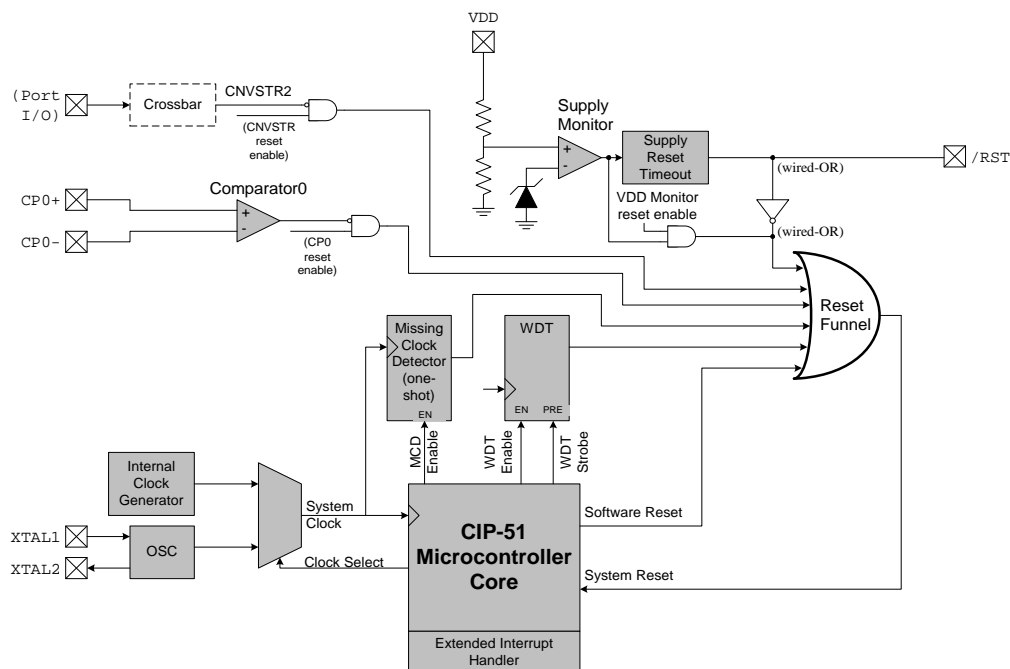 VDD
(Port
I/O)
Crossbar
CNVSTR2
(CNVSTR
reset
enable)
Supply
Monitor
+
-
Supply
Reset
Timeout
(wired-OR)
/RST
CP0+
CP0-
Comparator0
+
-
(CP0
reset
enable)
VDD Monitor
reset enable
(wired-OR)
Reset
Funnel
Missing
Clock
Detector
(one-
shot)
EN
WDT
EN
PRE
MCD
Enable
WDT
Enable
WDT
Strobe
Internal
Clock
Generator
System
Clock
XTAL1
XTAL2
OSC
Clock Select
CIP-51
Microcontroller
Core
Software Reset
System Reset
Extended Interrupt
Handler